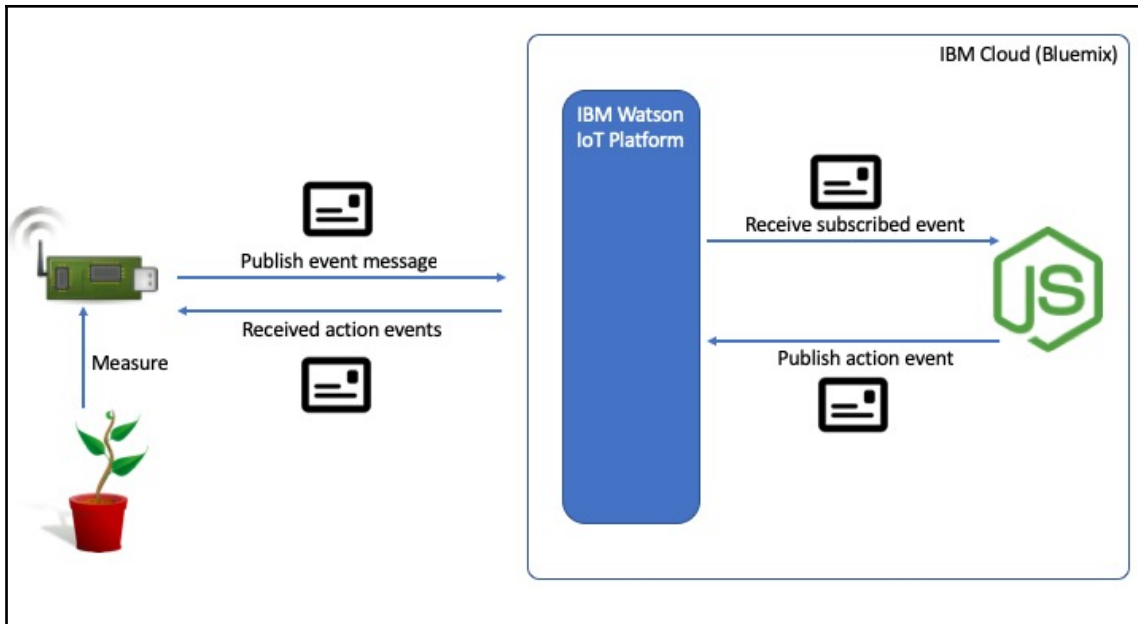 IBM Cloud (Bluemix)
IBM Watson
IoT Platform
Receive subscribed event
Publish event message
JS
Received action events
Publish action event
Measure